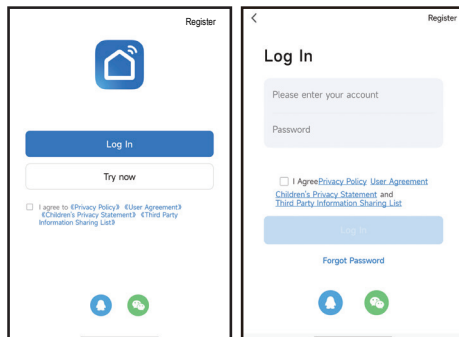 Register
Log In
Try now
I agree to 《Privacy Policy》 《User Agreement》
《Children's Privacy Statement》 《Third Party
Information Sharing List》
Register
Log In
Please enter your account
Password
I AgreePrivacy Policy User Agreement
Children's Privacy Statement and
Third Party Information Sharing List
Log In
Forgot Password